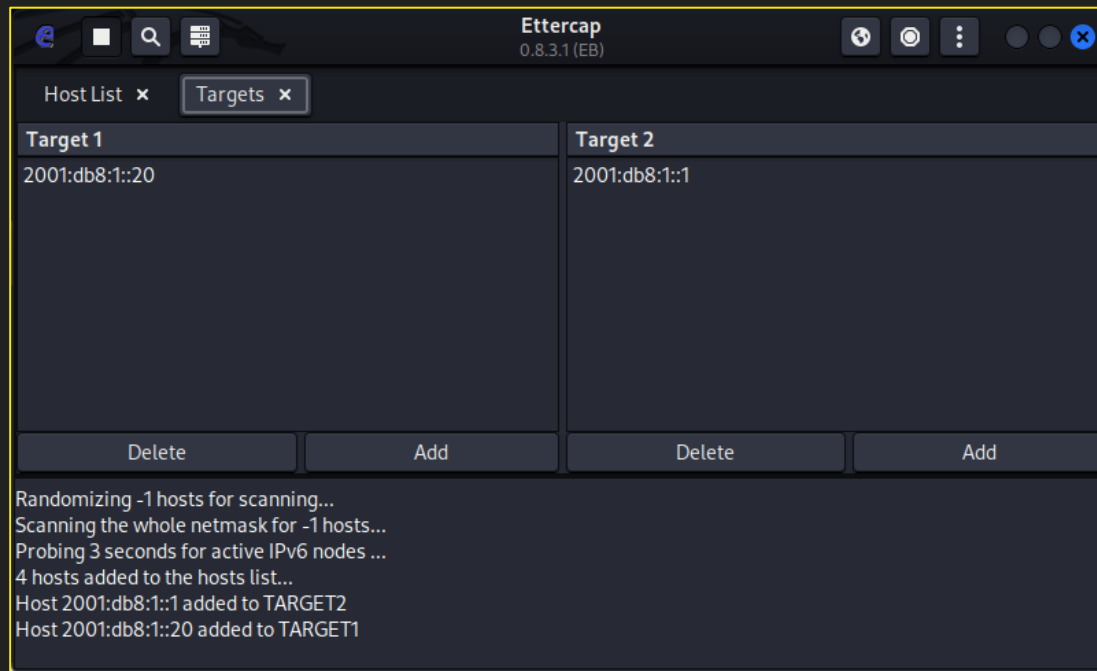 Ettercap
0.8.3.1 (EB)
Host List ×
Targets ×
Target 1
Target 2
2001:db8:1::20
2001:db8:1::1
Delete
Add
Delete
Add
Randomizing -1 hosts for scanning...
Scanning the whole netmask for -1 hosts...
Probing 3 seconds for active IPv6 nodes ...
4 hosts added to the hosts list...
Host 2001:db8:1::1 added to TARGET2
Host 2001:db8:1::20 added to TARGET1